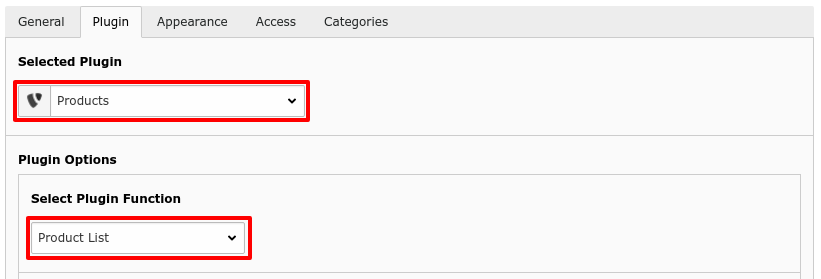 General Plugin Appearance Access Categories
Selected Plugin
Products
Plugin Options
Select Plugin Function
Product List